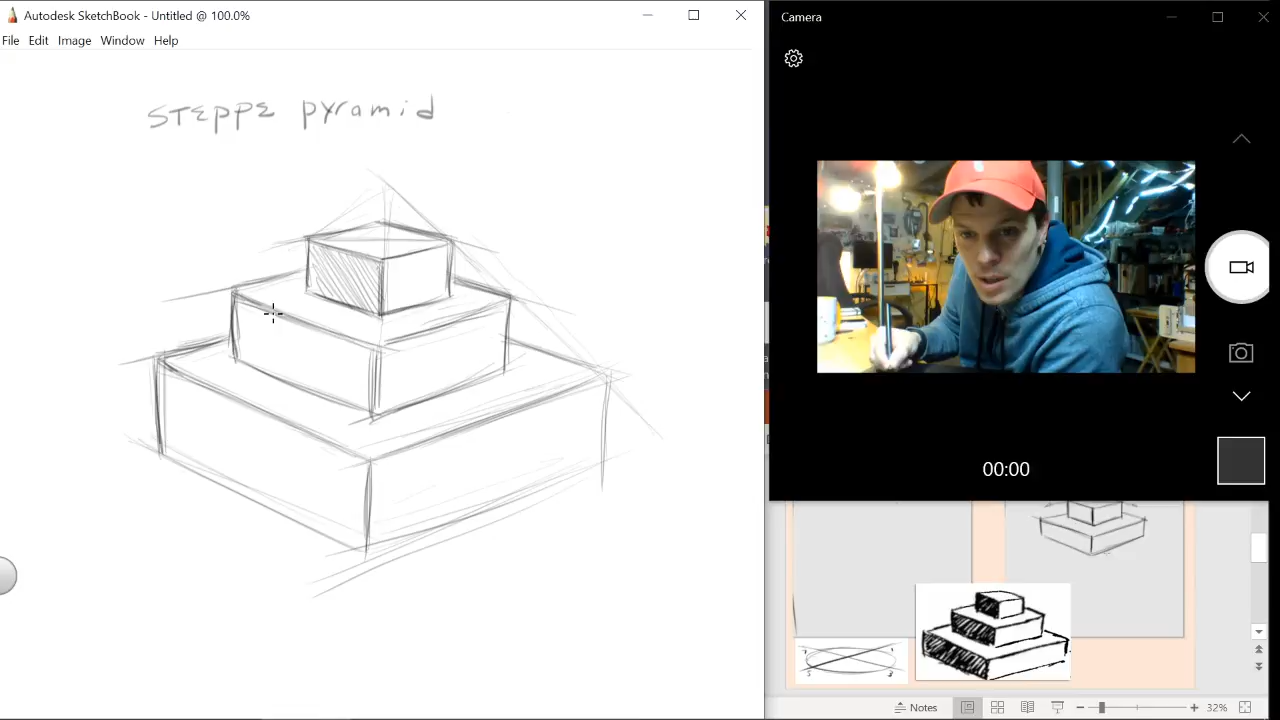 Autodesk SketchBook - Untitled @ 100.0%
File Edit Image Window Help
STEPPE pyramid
Camera
00:00
Notes
32%